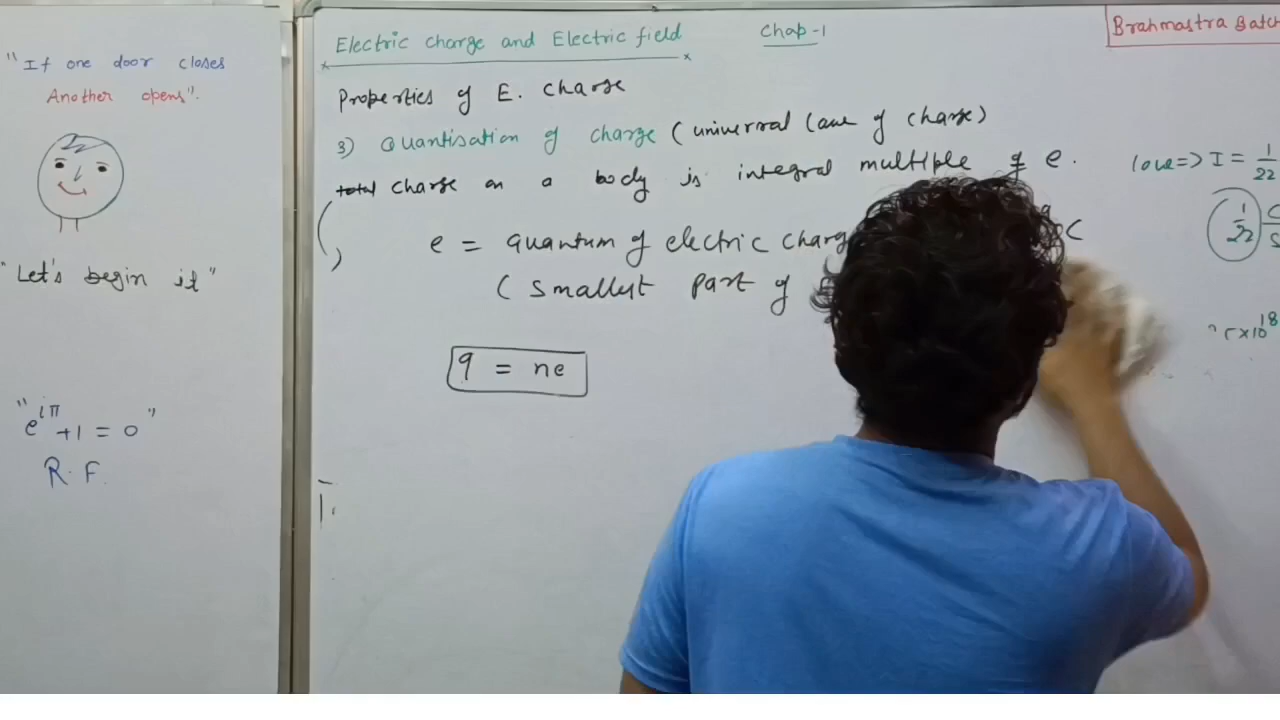 "If one door closes
Another opens".
"Let's begin it"
"e^iπ +1 = 0"
R. F.
Electric charge and Electric field
Chap-1
Brahmastra Batch
Properties of E. charge
3) Quantisation of charge (universal law of charge)
total charge on a body is integral multiple of e.
e = quantum of electric charg
C
(smallest part of E
q = ne
I = 1/22
1/22 C/S
×10^18